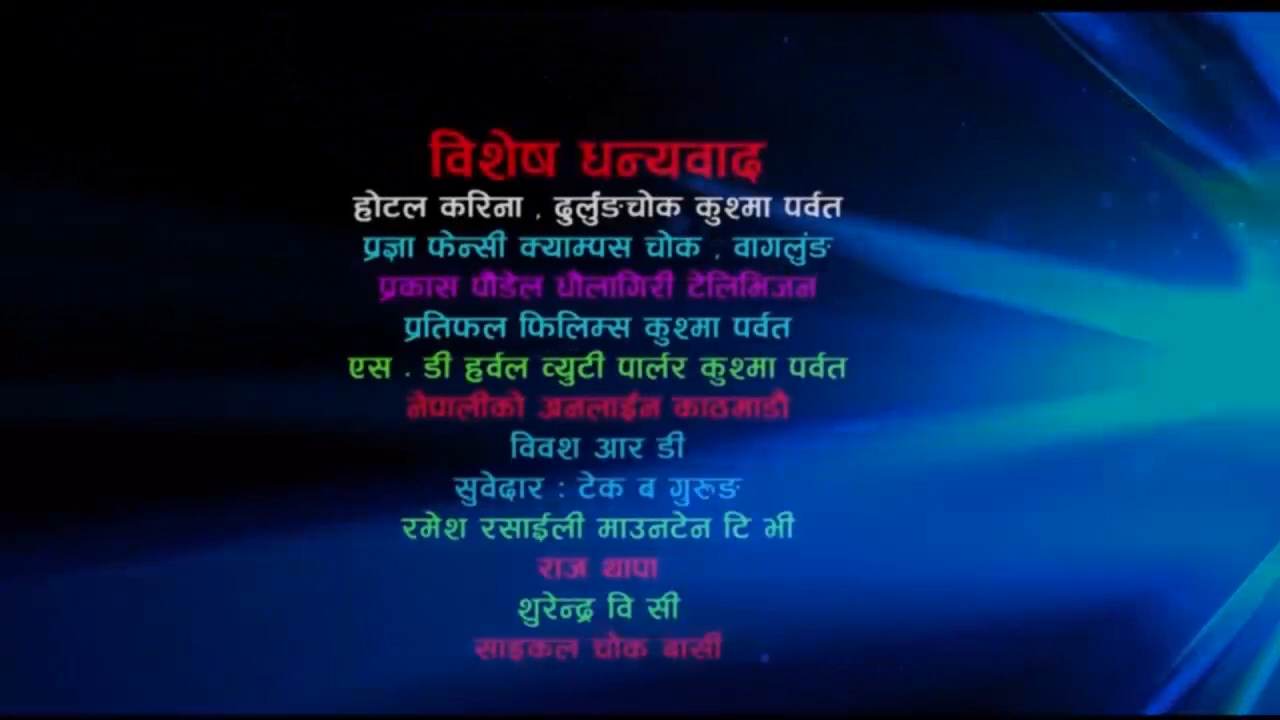 विशेष धन्यवाद
होटल करिना , दुर्लुंङचोक कुश्मा पर्वत
प्रज्ञा फेन्सी क्याम्पस चोक , वागलुंङ
प्रकास पौडेल धौलागिरी टेलिभिजन
प्रतिफल फिलिम्स कुश्मा पर्वत
एस . डी हर्वल व्युटी पार्लर कुश्मा पर्वत
नेपालीको अनलाईन काठमाडौ
विवश आर डी
सुवेदार : टेक ब गुरुङ
रमेश रसाईली माउनटेन टि भी
राज थापा
शुरेन्द्र वि सी
साइकल चोक बासी